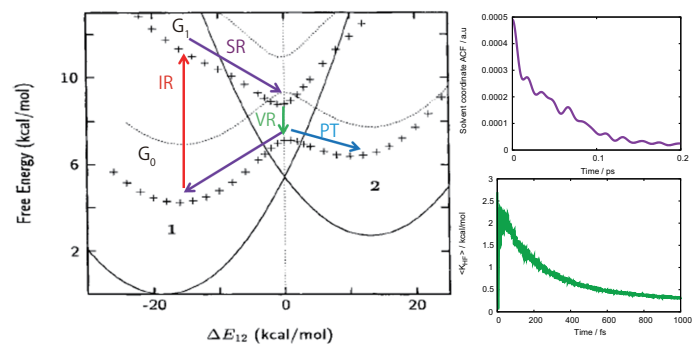 G1
SR
IR
VR
PT
G0
1
2
14
10
6
2
Free Energy (kcal/mol)
-20
0
20
ΔE12 (kcal/mol)
0.0005
0.0004
0.0003
0.0002
0.0001
0
Solvent coordinate ACF / a.u
0
0.1
0.2
Time / ps
3
2.5
2
1.5
1
0.5
0
<KHF> / kcal/mol
0
200
400
600
800
1000
Time / fs